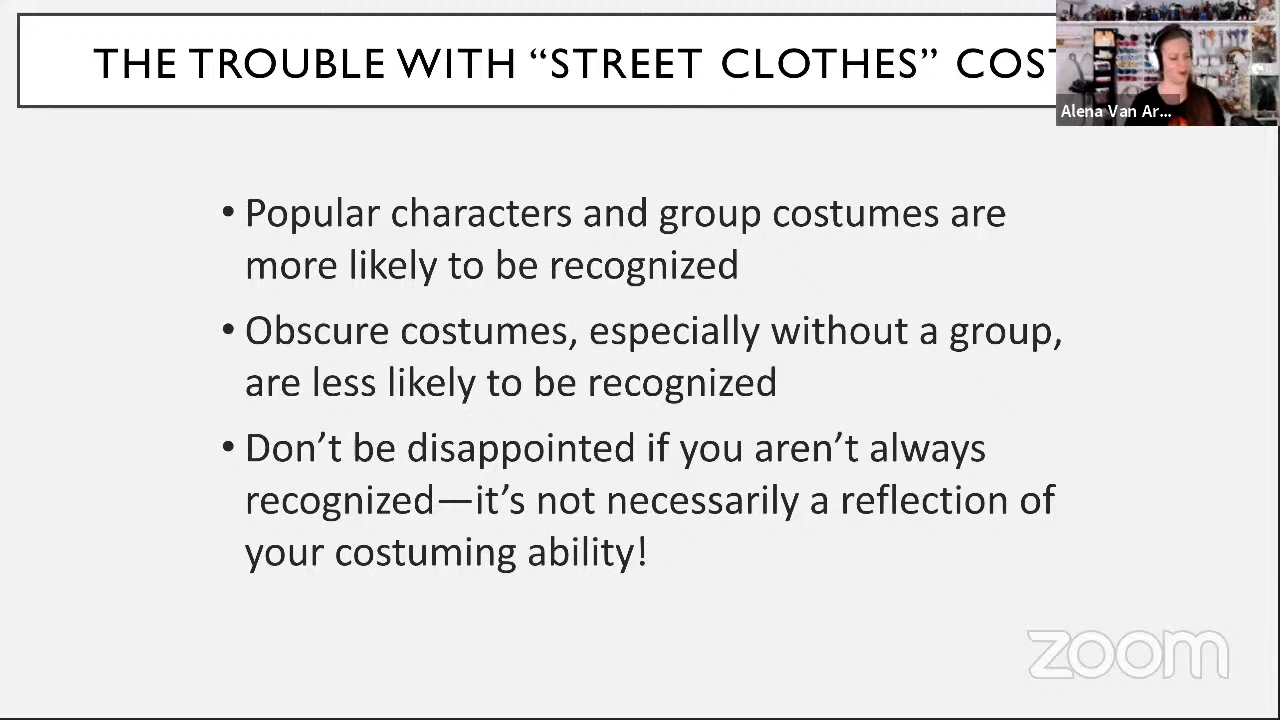 THE TROUBLE WITH “STREET CLOTHES” COS
Alena Van Ar...
• Popular characters and group costumes are
more likely to be recognized
• Obscure costumes, especially without a group,
are less likely to be recognized
• Don’t be disappointed if you aren’t always
recognized—it’s not necessarily a reflection of
your costuming ability!
zoom